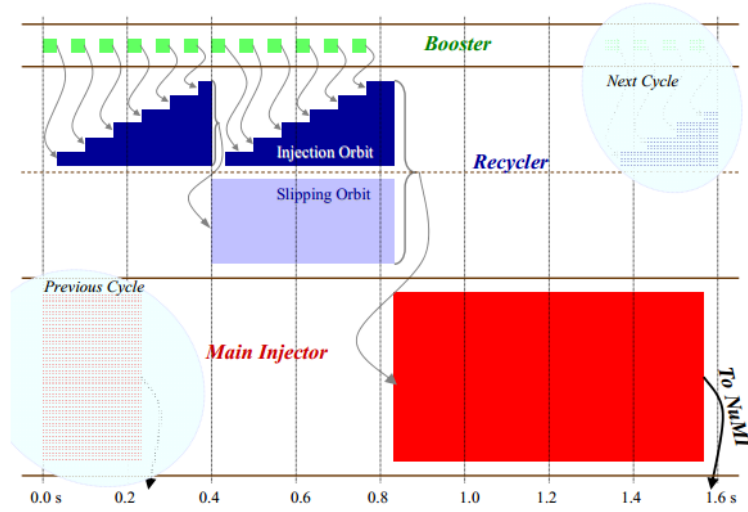 Booster
Next Cycle
Injection Orbit
Recycler
Slipping Orbit
Previous Cycle
Main Injector
To NuMI
0.0 s
0.2
0.4
0.6
0.8
1.0
1.2
1.4
1.6 s